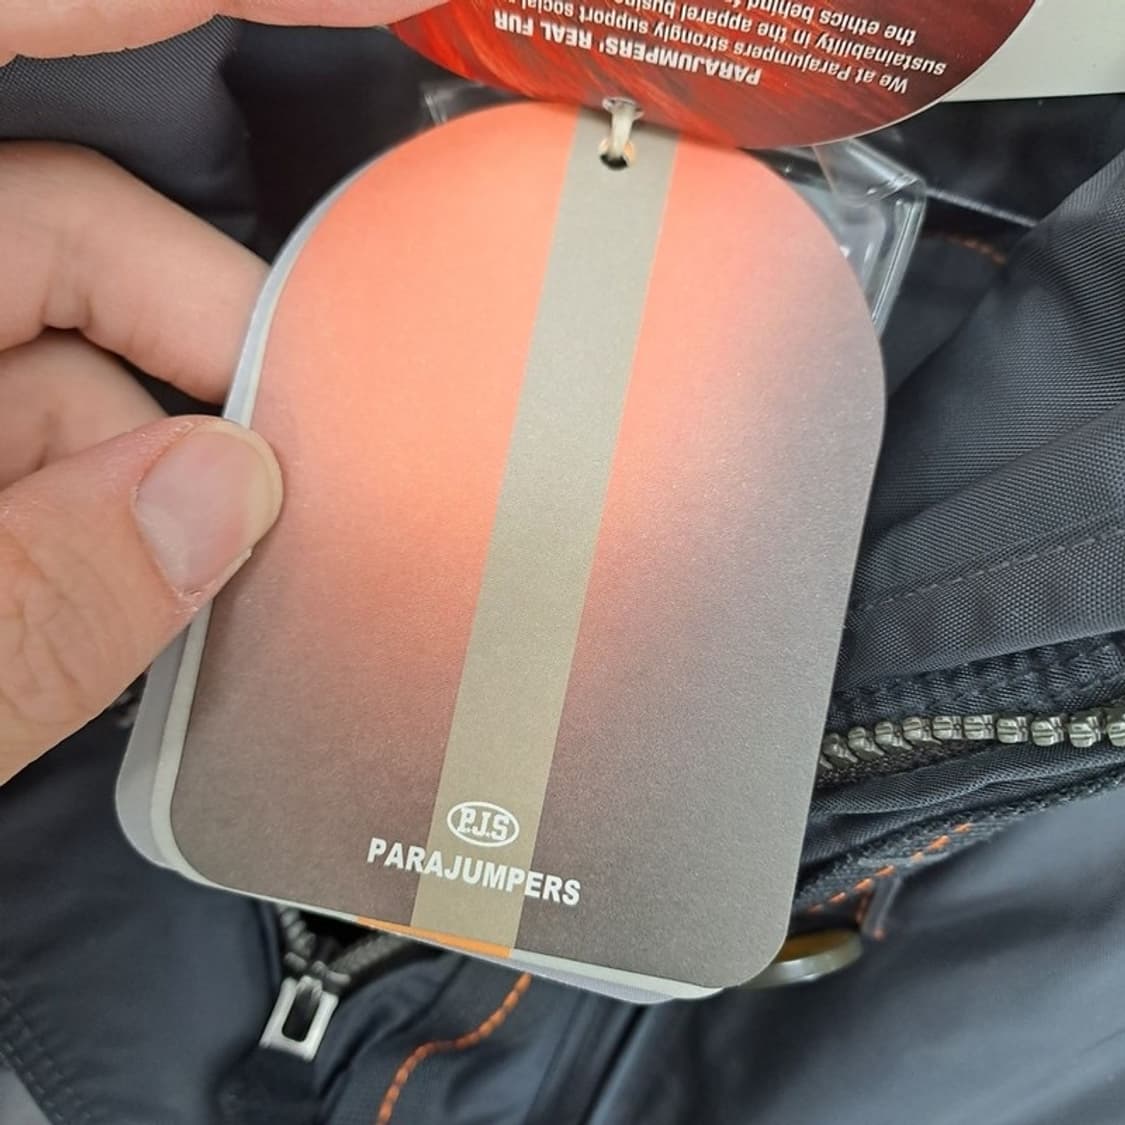 PARAJUMPERS' REAL FUR
We at Parajumpers strongly support social
sustainability in the apparel
the ethics behind
P.J.S
PARAJUMPERS